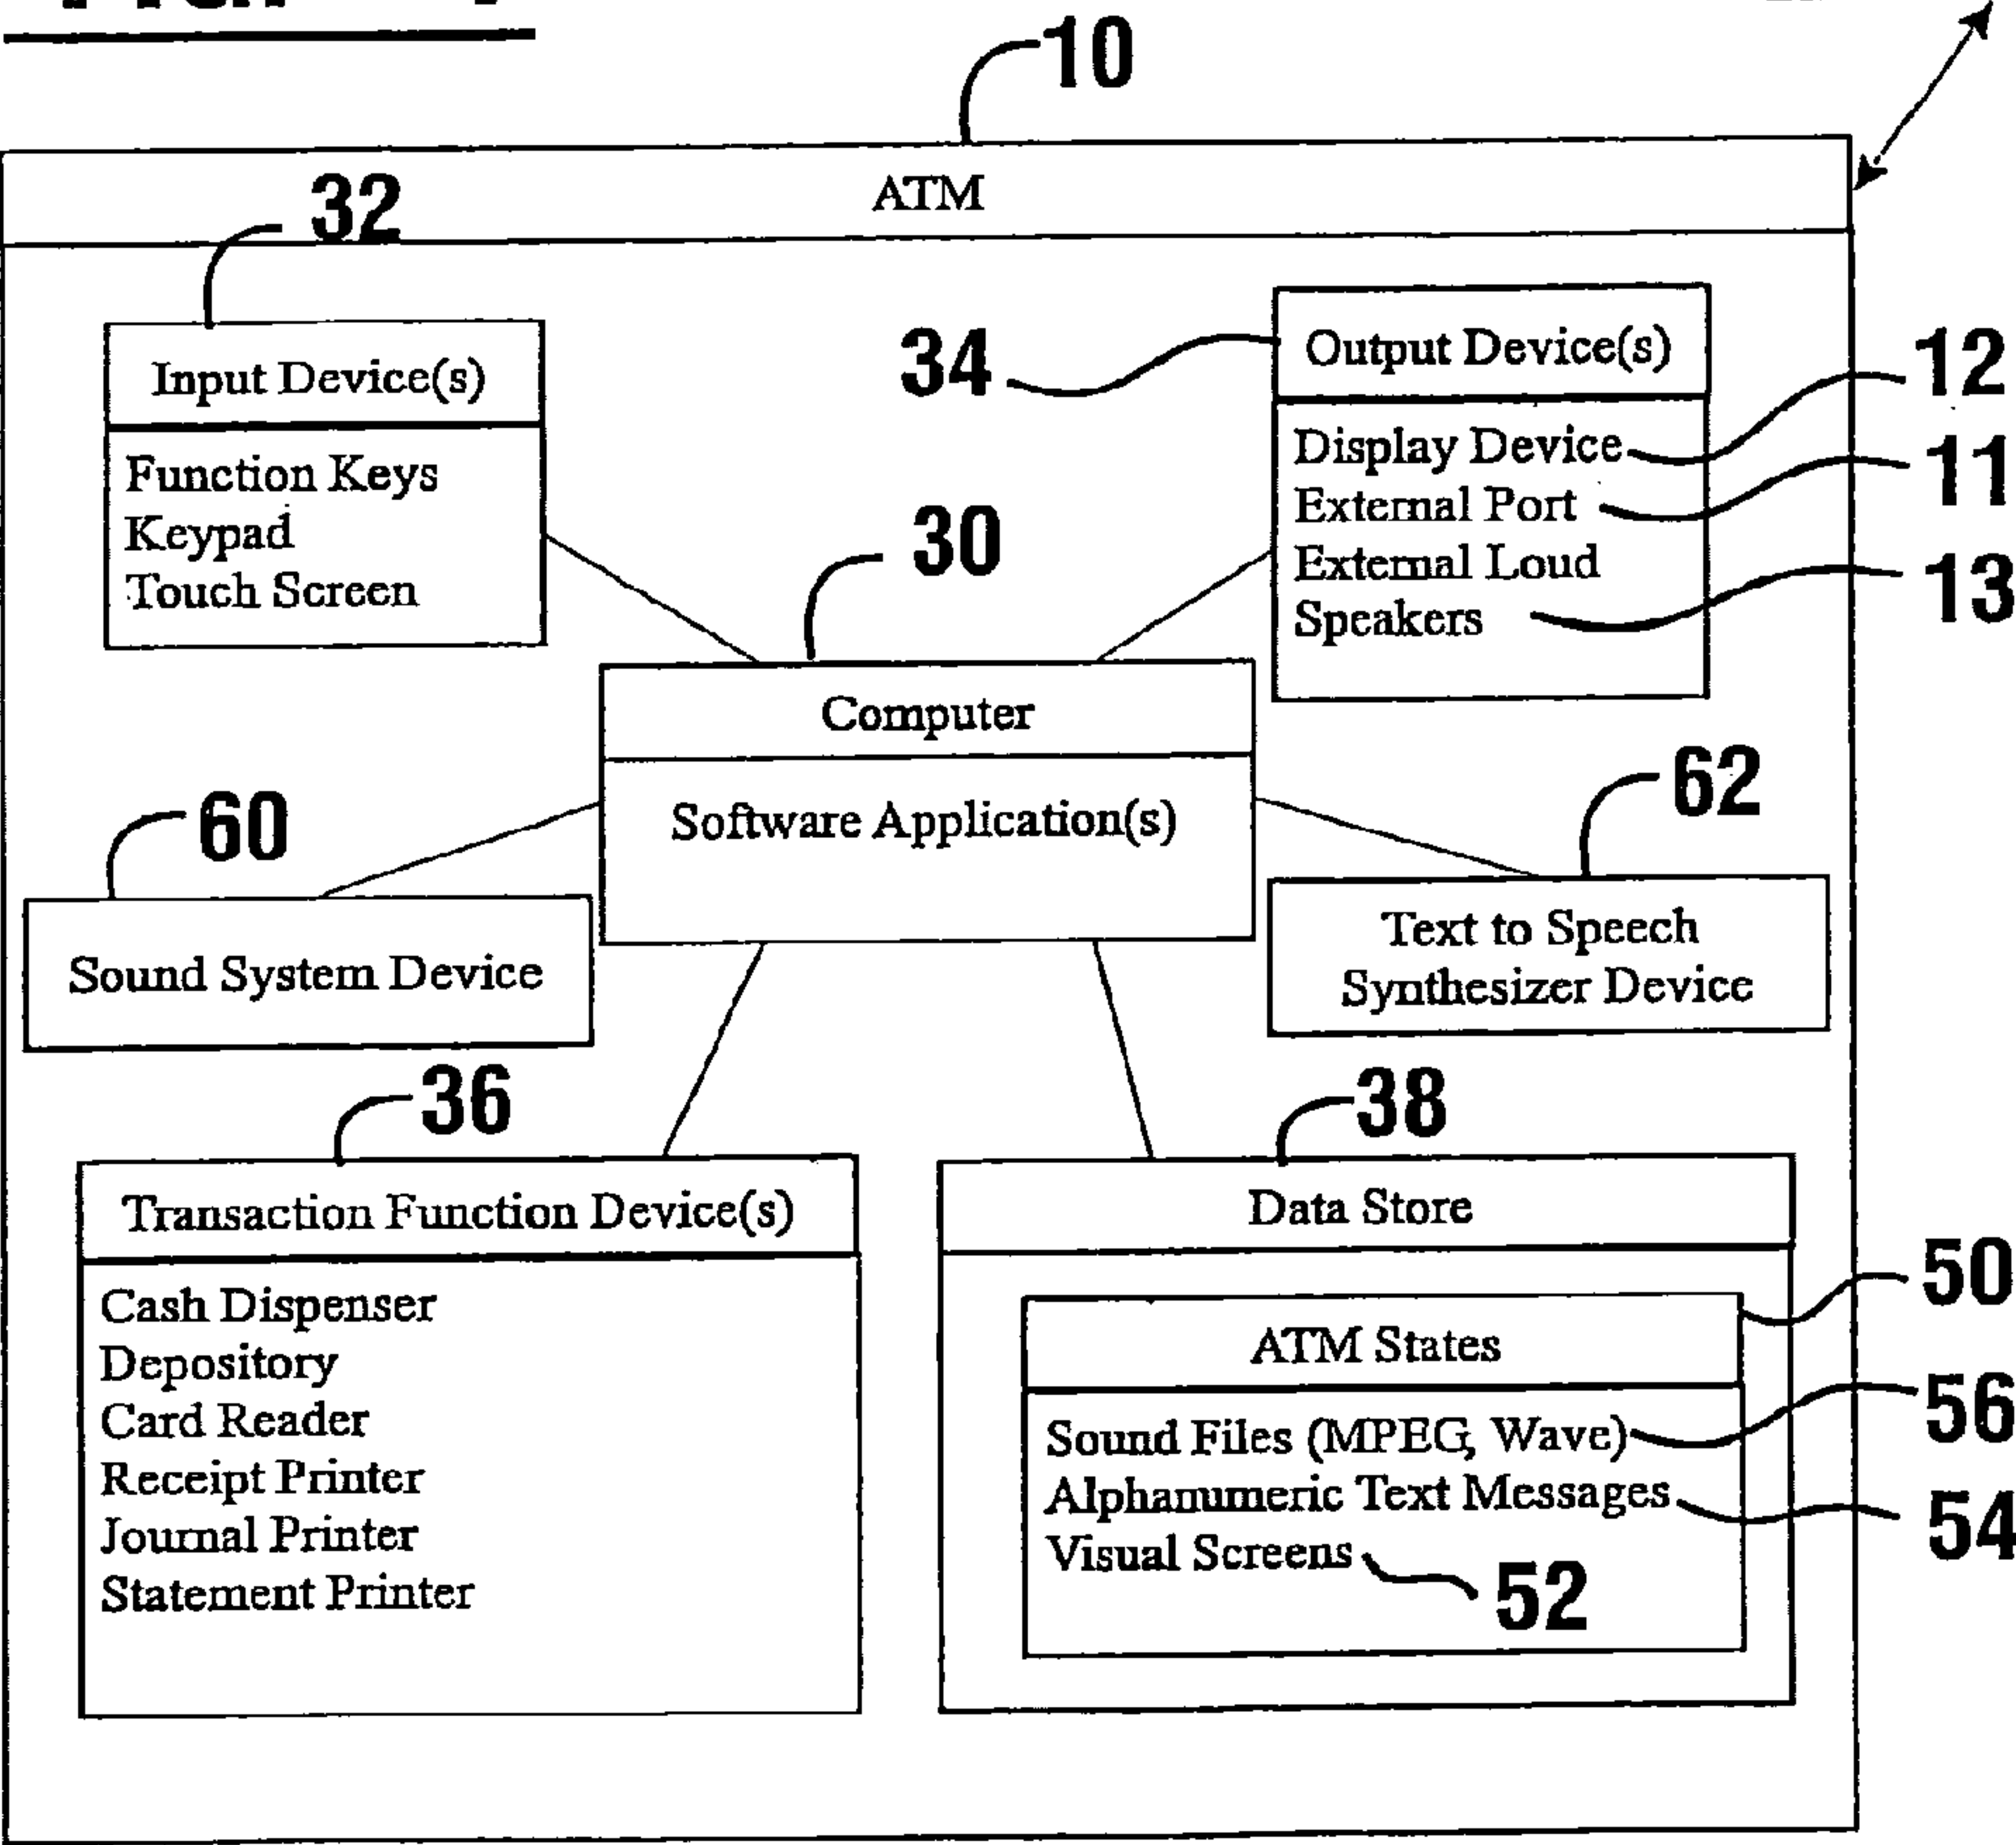 10
ATM
32
Input Device(s)
Function Keys
Keypad
Touch Screen
34
Output Device(s)
Display Device
External Port
External Loud
Speakers
12
11
13
30
Computer
Software Application(s)
60
Sound System Device
62
Text to Speech
Synthesizer Device
36
Transaction Function Device(s)
Cash Dispenser
Depository
Card Reader
Receipt Printer
Journal Printer
Statement Printer
38
Data Store
50
ATM States
Sound Files (MPEG, Wave)
Alphanumeric Text Messages
Visual Screens
56
54
52